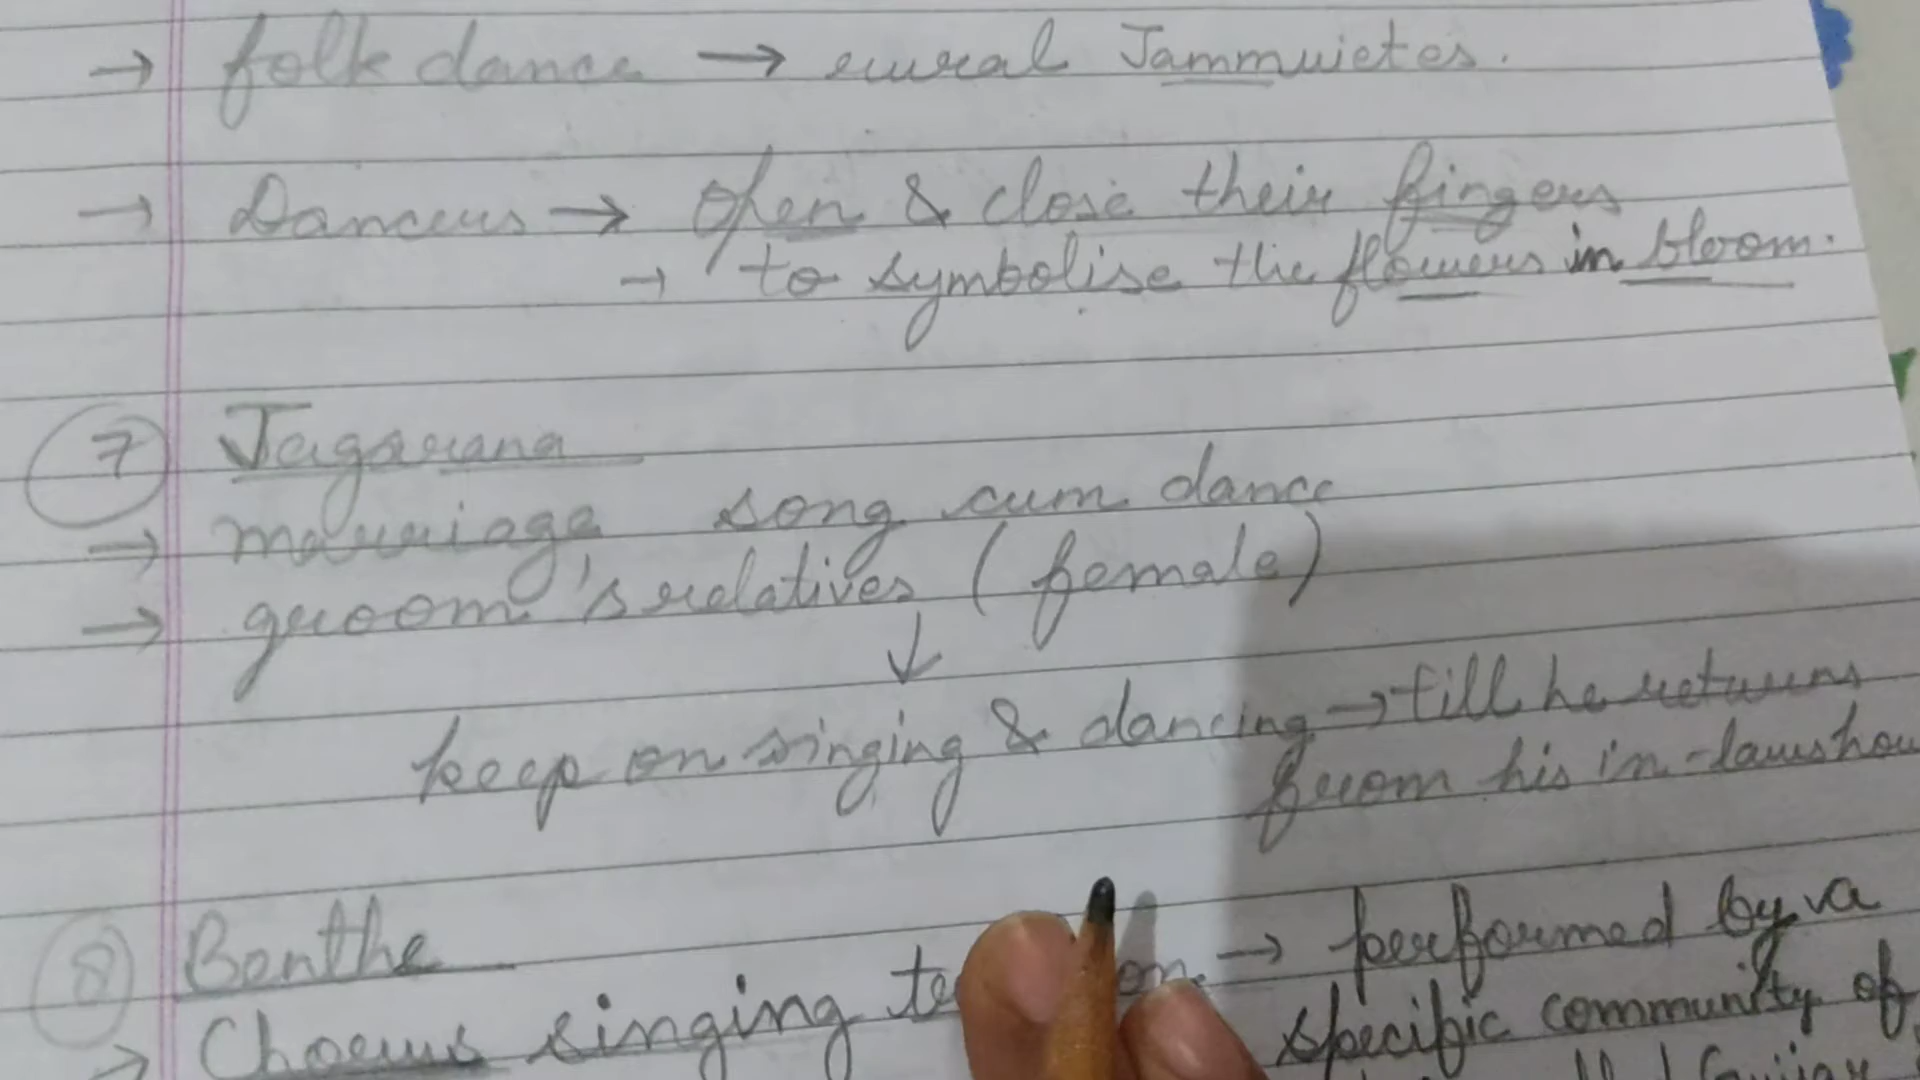 → folk dance → rural Jammuietes.
→ Dancers → Open & close their fingers
→ to symbolise the flowers in bloom.
7 Jagarana
→ marriage song cum dance
→ groom's relatives (female)
↓
keep on singing & dancing → till he returns
from his in-laws hou
8 Benthe
→ Chorus singing → performed by a
specific community of